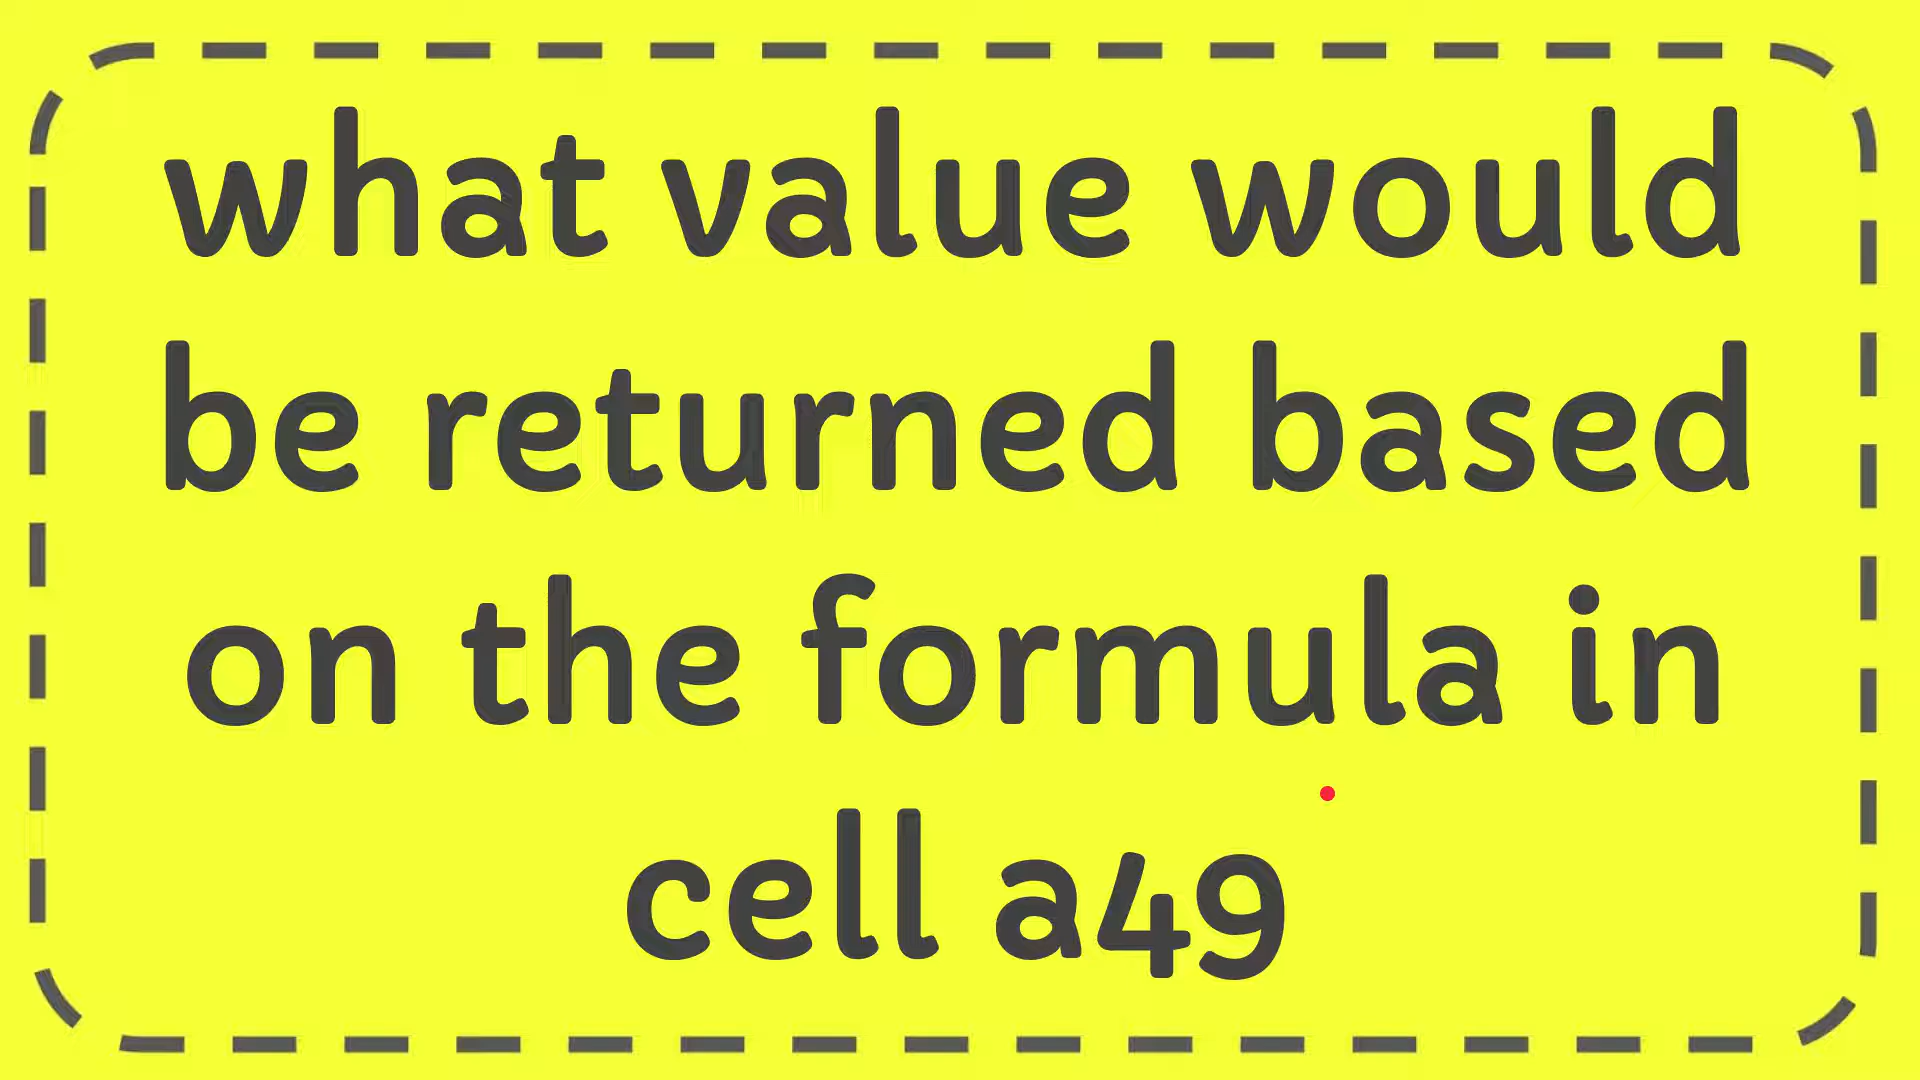 what value would
be returned based
on the formula in
cell a49